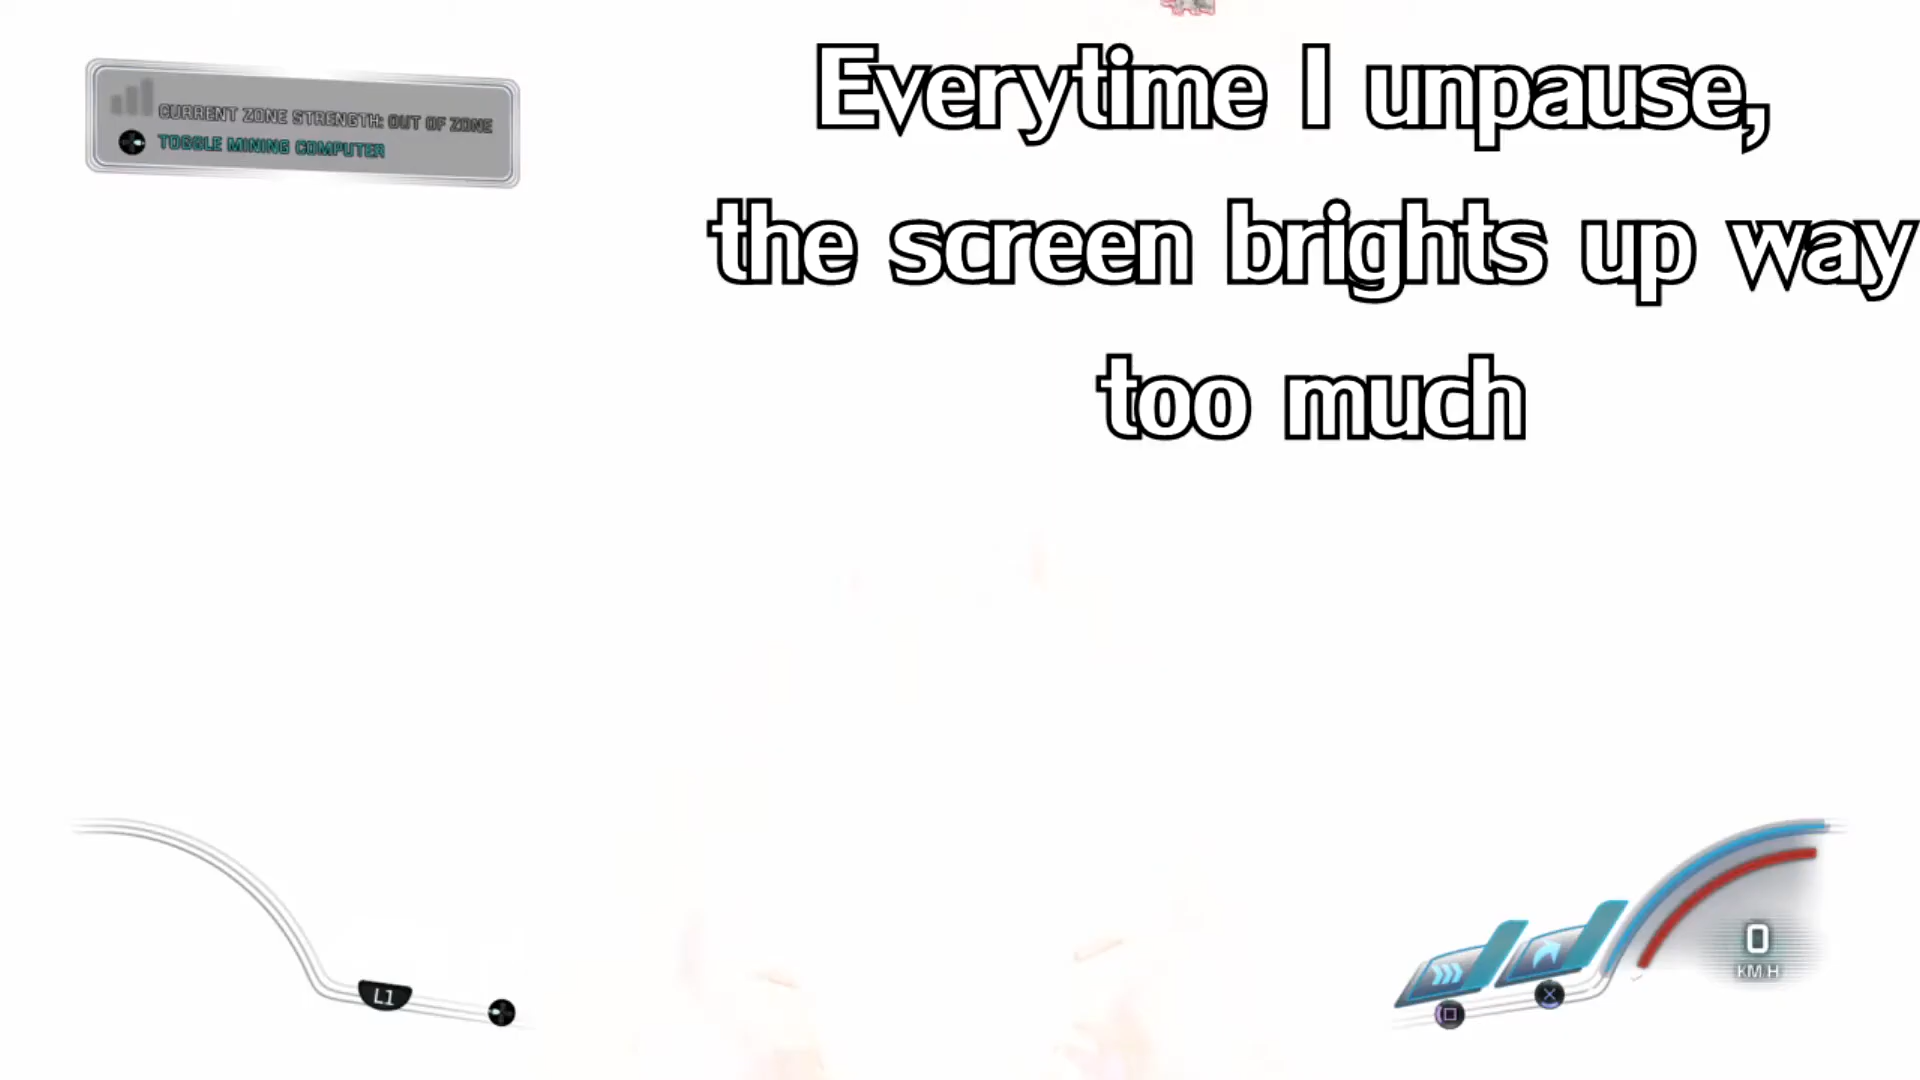 CURRENT ZONE STRENGTH: OUT OF ZONE
TOGGLE MINING COMPUTER
Everytime I unpause,
the screen brights up way
too much
L1
0
KM/H